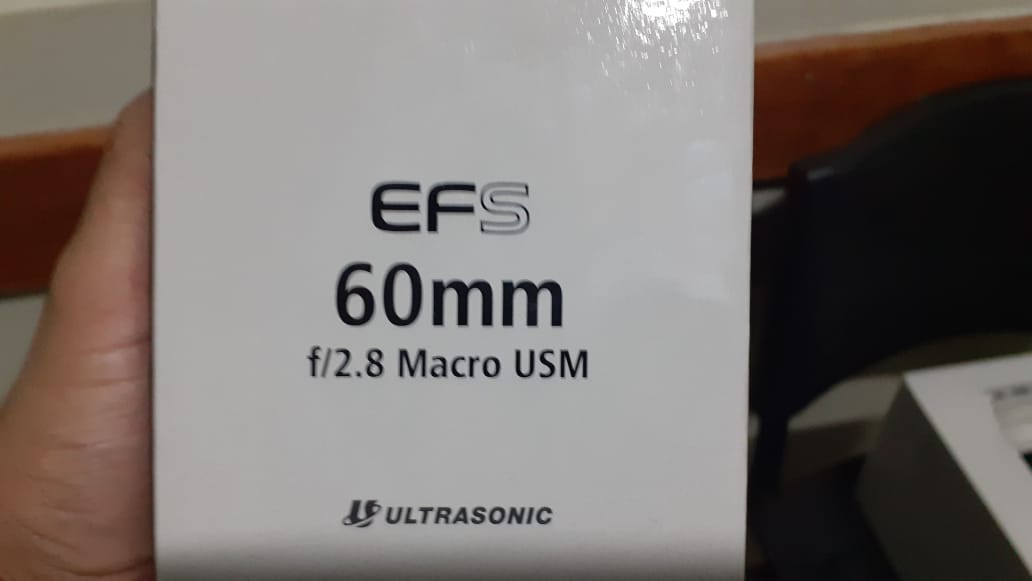 EFS
60mm
f/2.8 Macro USM
ULTRASONIC